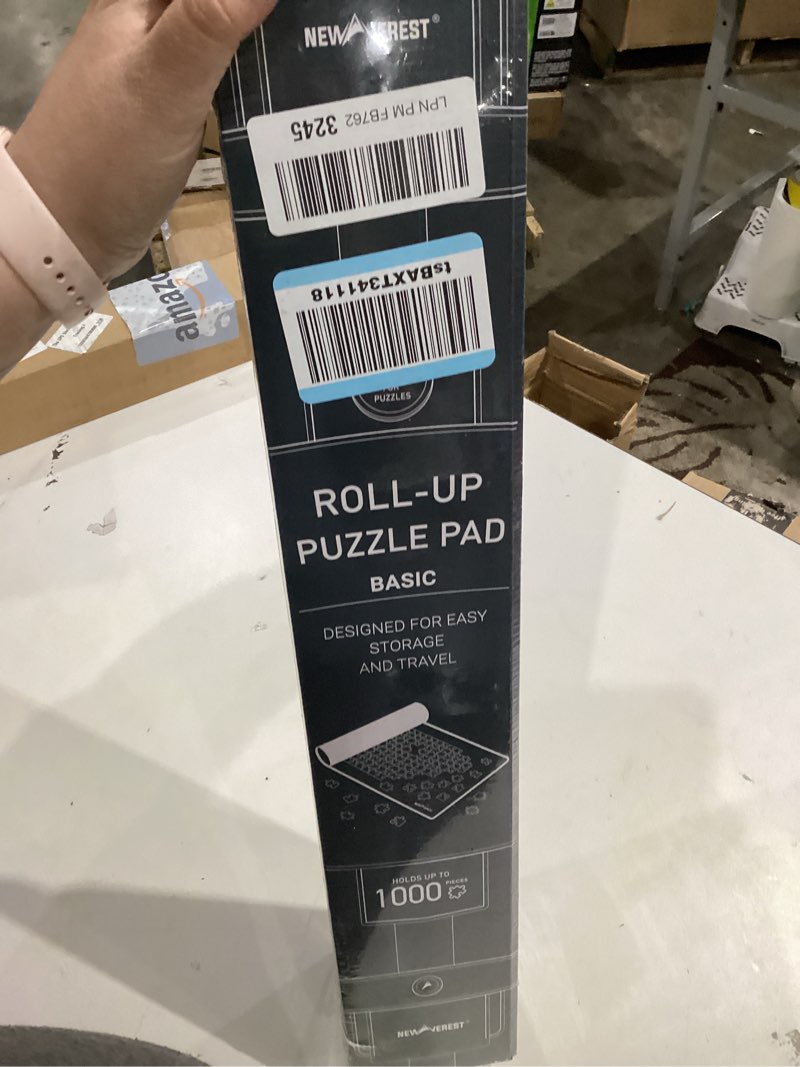 NEWVEREST®
LPN PM FB762 3245
tsBAXT341118
FOR
PUZZLES
ROLL-UP
PUZZLE PAD
BASIC
DESIGNED FOR EASY
STORAGE
AND TRAVEL
HOLDS UP TO
1000 PIECES
NEWVEREST
amazon